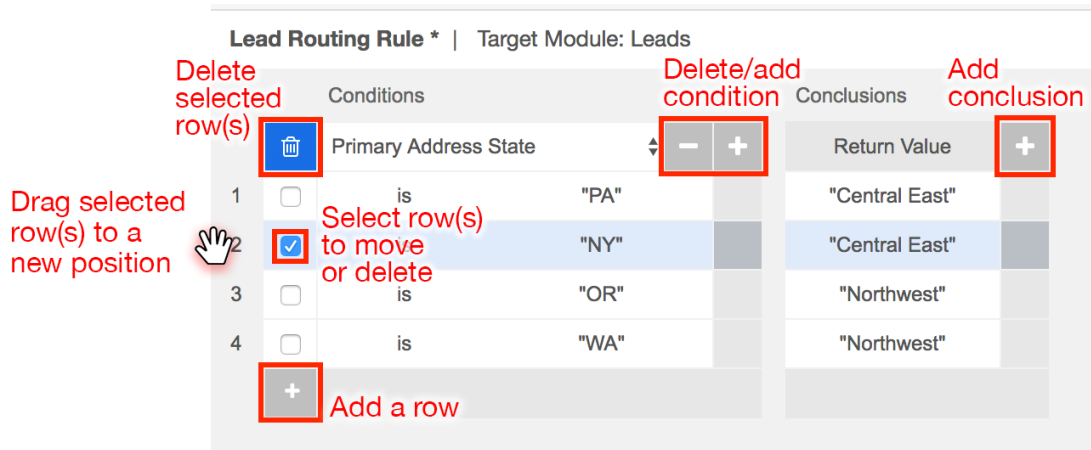 Lead Routing Rule * | Target Module: Leads
Delete
selected
row(s)
Conditions
Delete/add
condition
Conclusions
Add
conclusion
Primary Address State
Return Value
Drag selected
row(s) to a
new position
1 is "PA" "Central East"
Select row(s)
to move
or delete
2 "NY" "Central East"
3 is "OR" "Northwest"
4 is "WA" "Northwest"
Add a row